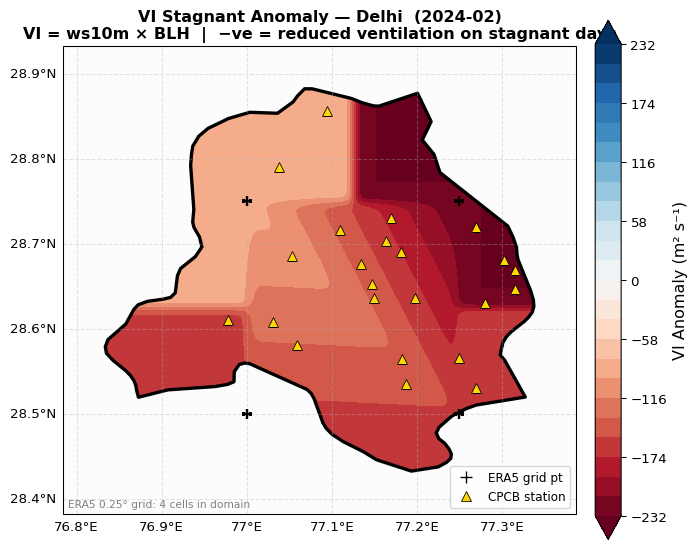 VI Stagnant Anomaly — Delhi  (2024-02)
VI = ws10m × BLH  |  −ve = reduced ventilation on stagnant day
28.9°N
28.8°N
28.7°N
28.6°N
28.5°N
28.4°N
76.8°E
76.9°E
77°E
77.1°E
77.2°E
77.3°E
ERA5 0.25° grid: 4 cells in domain
ERA5 grid pt
CPCB station
232
174
116
58
0
−58
−116
−174
−232
VI Anomaly (m² s⁻¹)